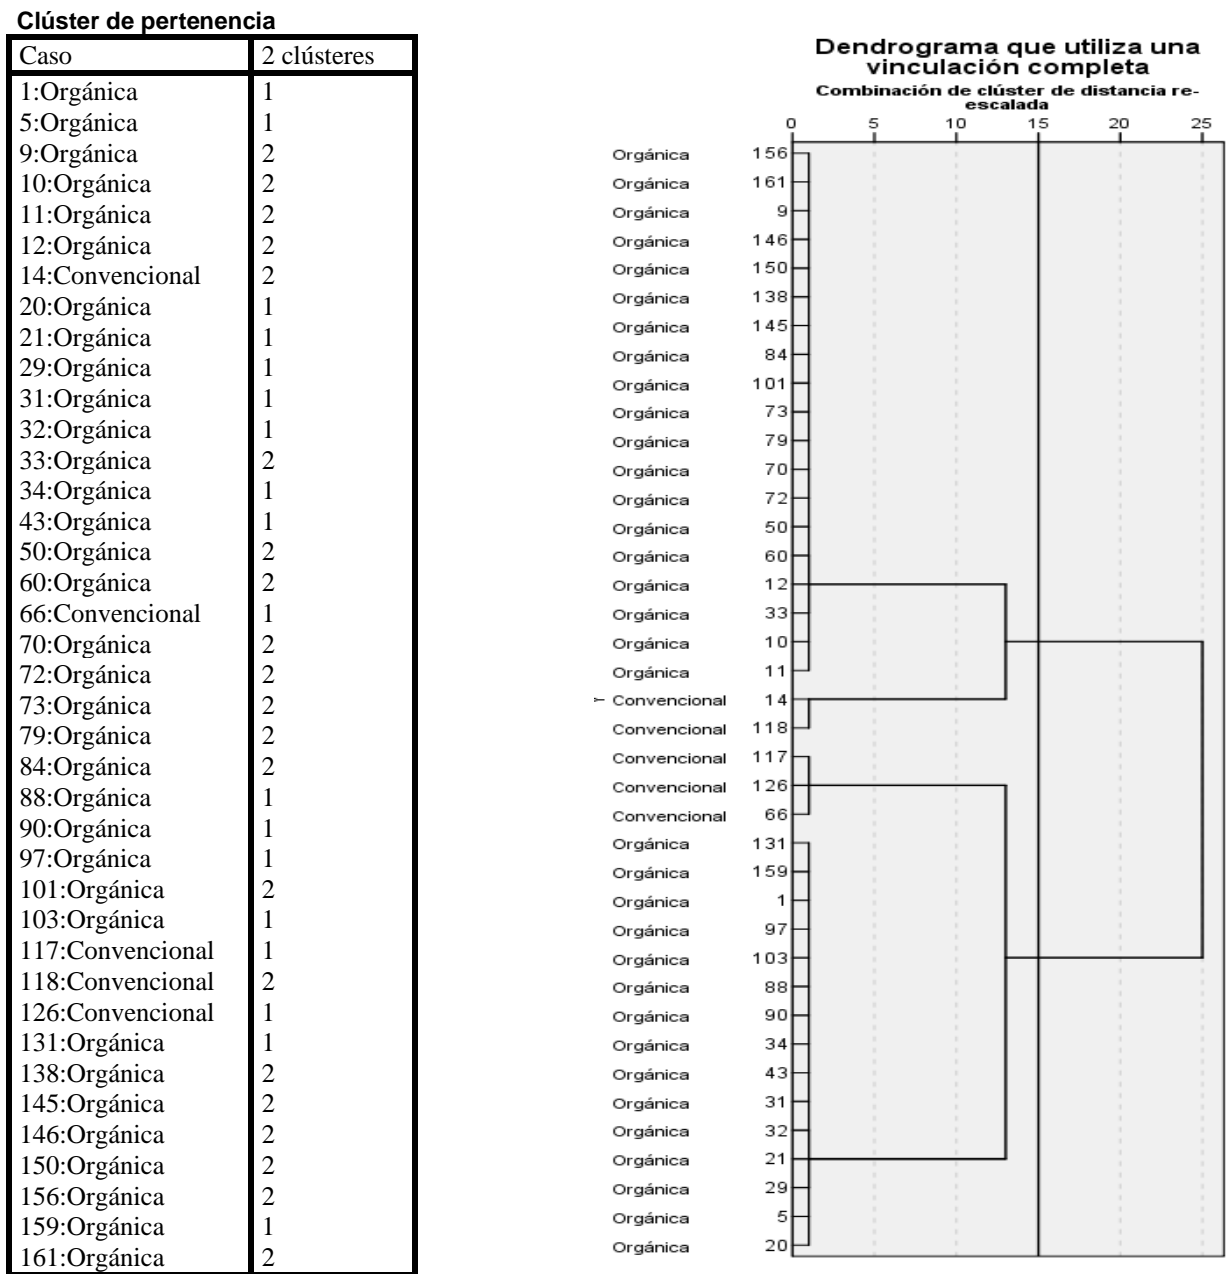 Clúster de pertenencia
Caso 2 clústeres
1:Orgánica 1
5:Orgánica 1
9:Orgánica 2
10:Orgánica 2
11:Orgánica 2
12:Orgánica 2
14:Convencional 2
20:Orgánica 1
21:Orgánica 1
29:Orgánica 1
31:Orgánica 1
32:Orgánica 1
33:Orgánica 2
34:Orgánica 1
43:Orgánica 1
50:Orgánica 2
60:Orgánica 2
66:Convencional 1
70:Orgánica 2
72:Orgánica 2
73:Orgánica 2
79:Orgánica 2
84:Orgánica 2
88:Orgánica 1
90:Orgánica 1
97:Orgánica 1
101:Orgánica 2
103:Orgánica 1
117:Convencional 1
118:Convencional 2
126:Convencional 1
131:Orgánica 1
138:Orgánica 2
145:Orgánica 2
146:Orgánica 2
150:Orgánica 2
156:Orgánica 2
159:Orgánica 1
161:Orgánica 2
Dendrograma que utiliza una
vinculación completa
Combinación de clúster de distancia re-
escalada
0 5 10 15 20 25
Orgánica 156
Orgánica 161
Orgánica 9
Orgánica 146
Orgánica 150
Orgánica 138
Orgánica 145
Orgánica 84
Orgánica 101
Orgánica 73
Orgánica 79
Orgánica 70
Orgánica 72
Orgánica 50
Orgánica 60
Orgánica 12
Orgánica 33
Orgánica 10
Orgánica 11
Y Convencional 14
Convencional 118
Convencional 117
Convencional 126
Convencional 66
Orgánica 131
Orgánica 159
Orgánica 1
Orgánica 97
Orgánica 103
Orgánica 88
Orgánica 90
Orgánica 34
Orgánica 43
Orgánica 31
Orgánica 32
Orgánica 21
Orgánica 29
Orgánica 5
Orgánica 20